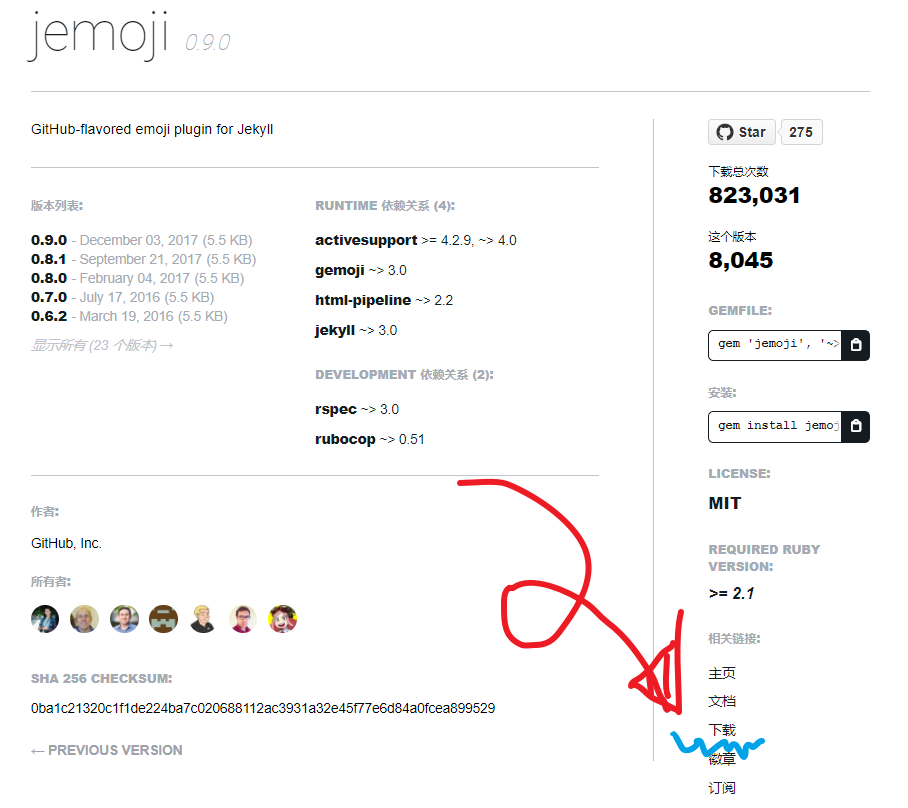 jemoji 0.9.0
GitHub-flavored emoji plugin for Jekyll
版本列表:
0.9.0 - December 03, 2017 (5.5 KB)
0.8.1 - September 21, 2017 (5.5 KB)
0.8.0 - February 04, 2017 (5.5 KB)
0.7.0 - July 17, 2016 (5.5 KB)
0.6.2 - March 19, 2016 (5.5 KB)
显示所有 (23 个版本) →
RUNTIME 依赖关系 (4):
activesupport >= 4.2.9, ~> 4.0
gemoji ~> 3.0
html-pipeline ~> 2.2
jekyll ~> 3.0
DEVELOPMENT 依赖关系 (2):
rspec ~> 3.0
rubocop ~> 0.51
作者:
GitHub, Inc.
所有者:
SHA 256 CHECKSUM:
0ba1c21320c1f1de224ba7c020688112ac3931a32e45f77e6d84a0fcea899529
← PREVIOUS VERSION
Star 275
下载总次数
823,031
这个版本
8,045
GEMFILE:
gem 'jemoji', '~>
安装:
gem install jemoj
LICENSE:
MIT
REQUIRED RUBY
VERSION:
>= 2.1
相关链接:
主页
文档
下载
徽章
订阅